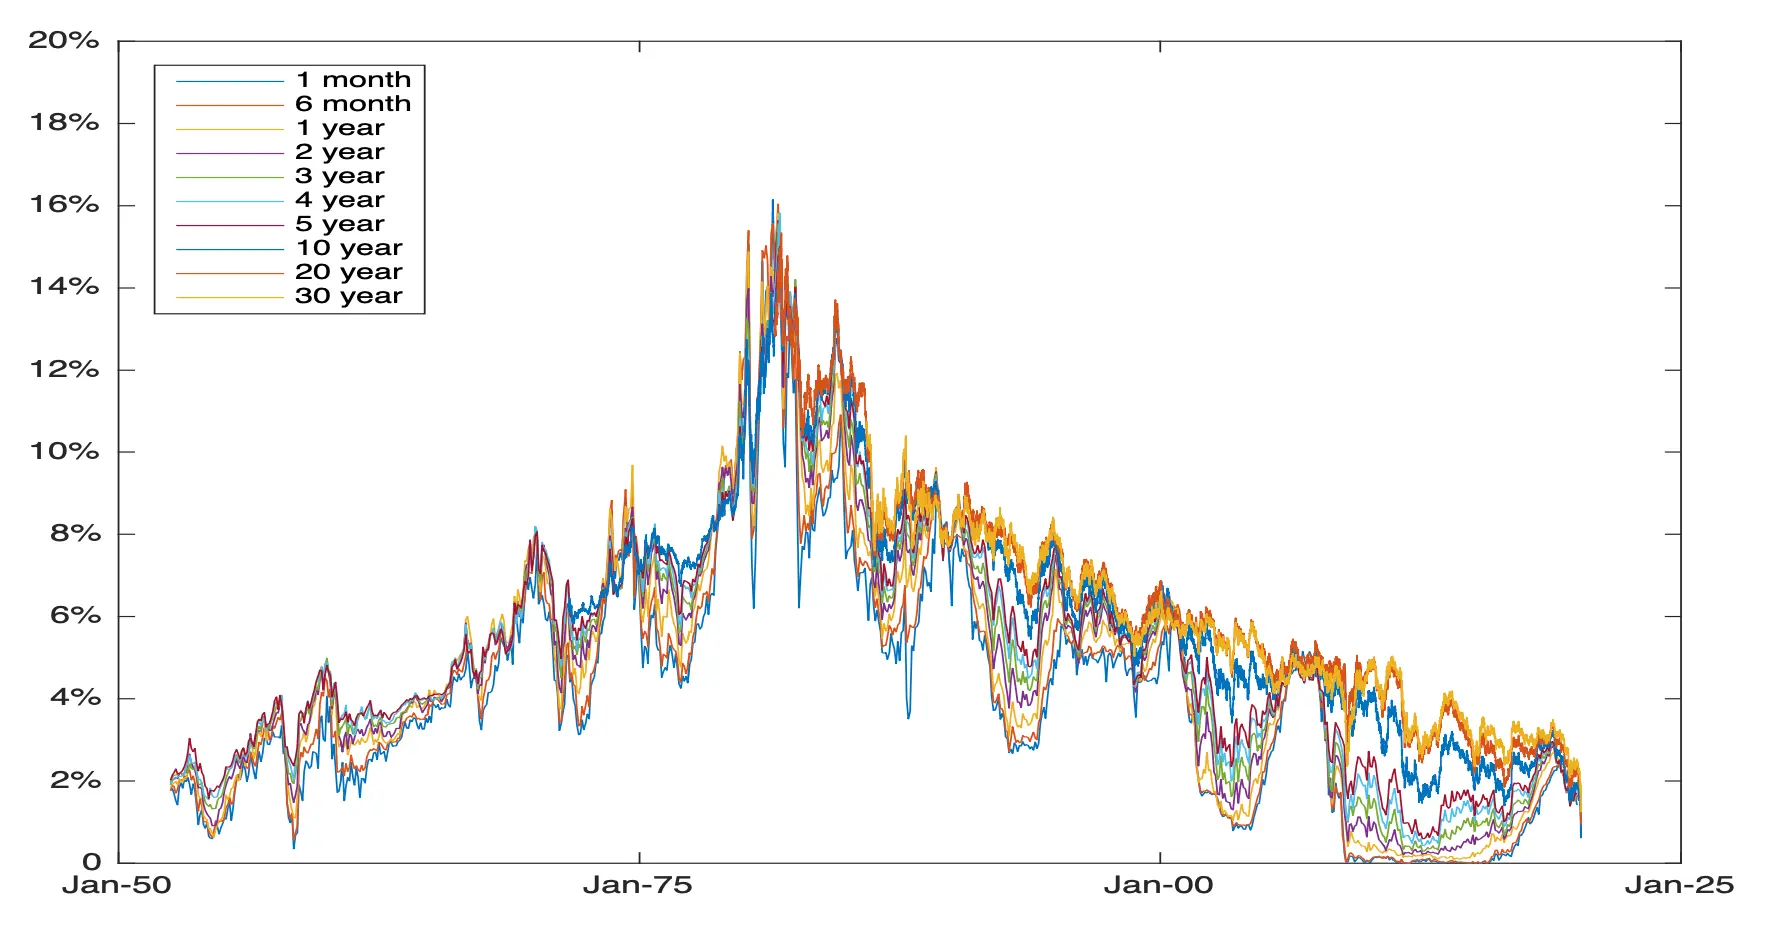 20%
18%
16%
14%
12%
10%
8%
6%
4%
2%
0
1 month
6 month
1 year
2 year
3 year
4 year
5 year
10 year
20 year
30 year
Jan-50 Jan-75 Jan-00 Jan-25